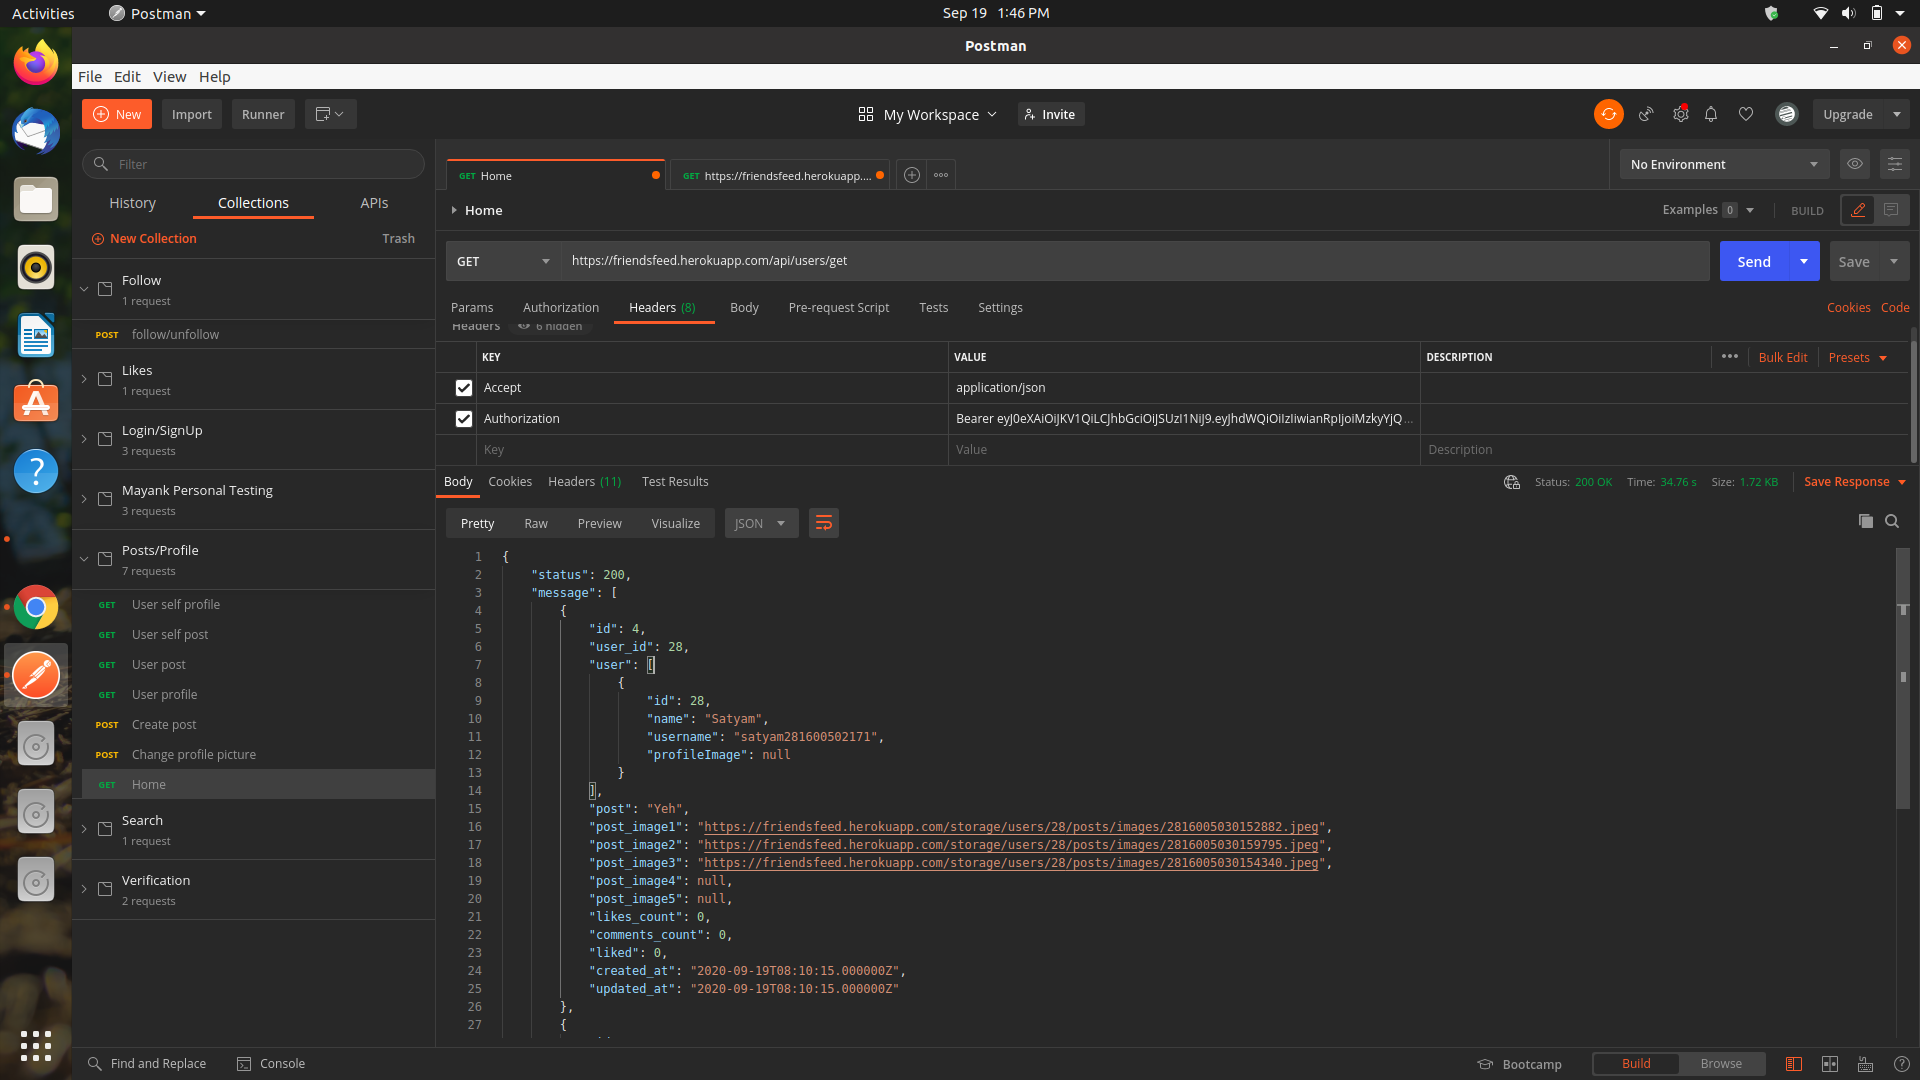 Activities
Postman
Sep 19 1:46 PM
Postman
File Edit View Help
New
Import
Runner
My Workspace
Invite
Upgrade
Filter
History
Collections
APIs
New Collection
Trash
Follow
1 request
POST follow/unfollow
Likes
1 request
Login/SignUp
3 requests
Mayank Personal Testing
3 requests
Posts/Profile
7 requests
GET User self profile
GET User self post
GET User post
GET User profile
POST Create post
POST Change profile picture
GET Home
Search
1 request
Verification
2 requests
GET Home
GET https://friendsfeed.herokuapp....
No Environment
Home
Examples 0
BUILD
GET
https://friendsfeed.herokuapp.com/api/users/get
Send
Save
Params
Authorization
Headers (8)
Body
Pre-request Script
Tests
Settings
Cookies
Code
Headers 6 hidden
KEY VALUE DESCRIPTION ••• Bulk Edit Presets
Accept application/json
Authorization Bearer
Key Value Description
Body
Cookies
Headers (11)
Test Results
Status: 200 OK Time: 34.76 s Size: 1.72 KB
Save Response
Pretty
Raw
Preview
Visualize
JSON
1 {
2 "status": 200,
3 "message": [
4 {
5 "id": 4,
6 "user_id": 28,
7 "user": [
8 {
9 "id": 28,
10 "name": "Satyam",
11 "username": "satyam281600502171",
12 "profileImage": null
13 }
14 ],
15 "post": "Yeh",
16 "post_image1": "https://friendsfeed.herokuapp.com/storage/users/28/posts/images/2816005030152882.jpeg",
17 "post_image2": "https://friendsfeed.herokuapp.com/storage/users/28/posts/images/2816005030159795.jpeg",
18 "post_image3": "https://friendsfeed.herokuapp.com/storage/users/28/posts/images/2816005030154340.jpeg",
19 "post_image4": null,
20 "post_image5": null,
21 "likes_count": 0,
22 "comments_count": 0,
23 "liked": 0,
24 "created_at": "2020-09-19T08:10:15.000000Z",
25 "updated_at": "2020-09-19T08:10:15.000000Z"
26 },
27 {
Find and Replace
Console
Bootcamp
Build
Browse